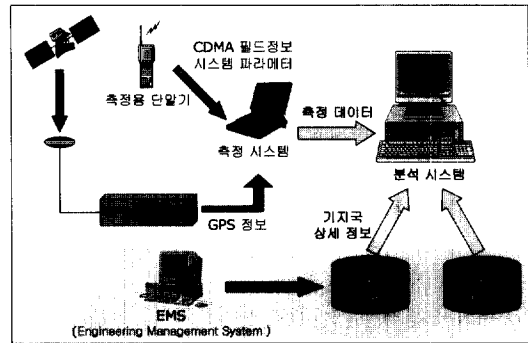 CDMA 필드정보
시스템 파라메터
측정용 단말기
측정 시스템
측정 데이터
분석 시스템
GPS 정보
기지국
상세 정보
EMS
(Engineering Management System )